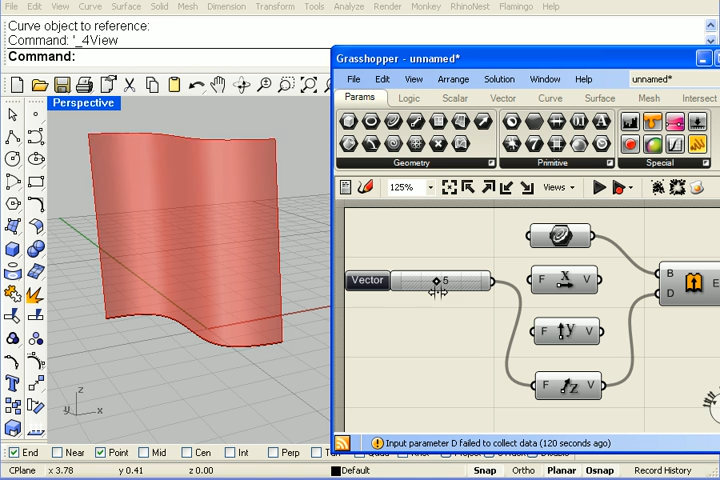 File Edit View Curve Surface Solid Mesh Dimension Transform Tools Analyze Render Monkey RhinoNest Flamingo Help
Curve object to reference:
Command: '_4View
Command:
Perspective
Grasshopper - unnamed*
File Edit View Arrange Solution Window Help unnamed*
Params Logic Scalar Vector Curve Surface Mesh Intersect
Geometry Primitive Special
125% Views
Vector 5
F x V
F y V
F z V
B
D
E
z
y x
Input parameter D failed to collect data (120 seconds ago)
End Near Point Mid Cen Int Perp
CPlane x 3.78 y 0.41 z 0.00 Default Snap Ortho Planar Osnap Record History